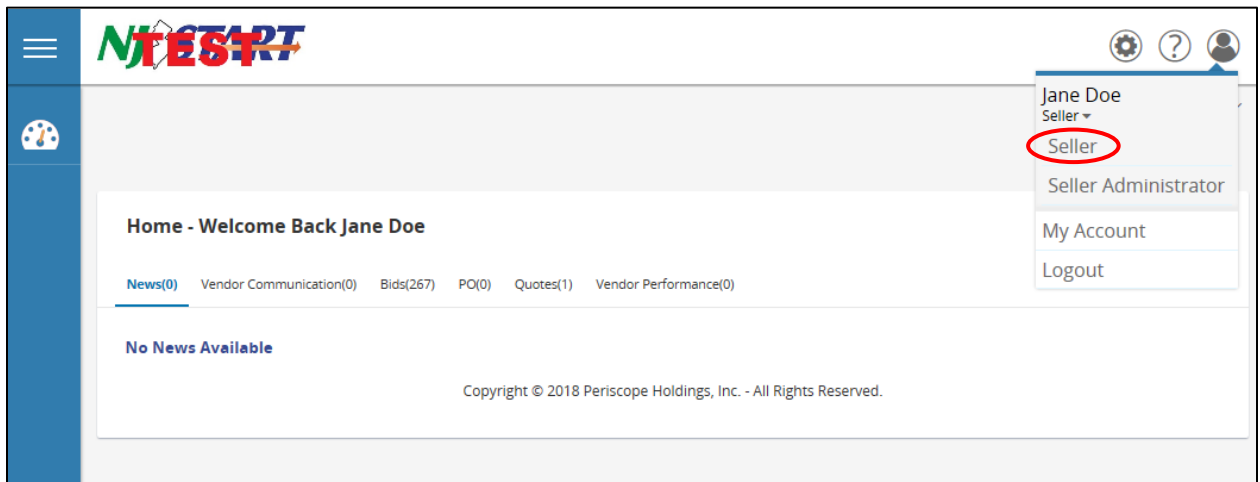 NJ START
TEST
?
Jane Doe
Seller
Seller
Seller Administrator
My Account
Logout
Home - Welcome Back Jane Doe
News(0) Vendor Communication(0) Bids(267) PO(0) Quotes(1) Vendor Performance(0)
No News Available
Copyright © 2018 Periscope Holdings, Inc. - All Rights Reserved.